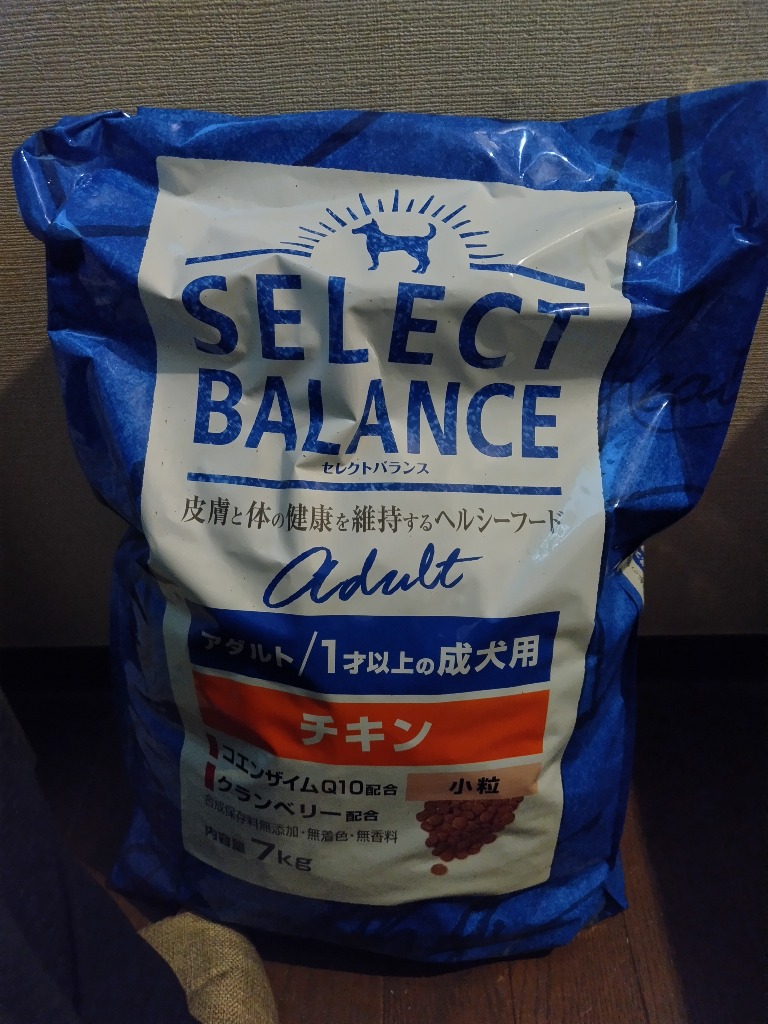 SELECT
BALANCE
セレクトバランス
皮膚と体の健康を維持するヘルシーフード
Adult
アダルト/1才以上の成犬用
チキン
コエンザイムQ10配合
クランベリー配合
小粒
合成保存料無添加・無着色・無香料
内容量 7kg